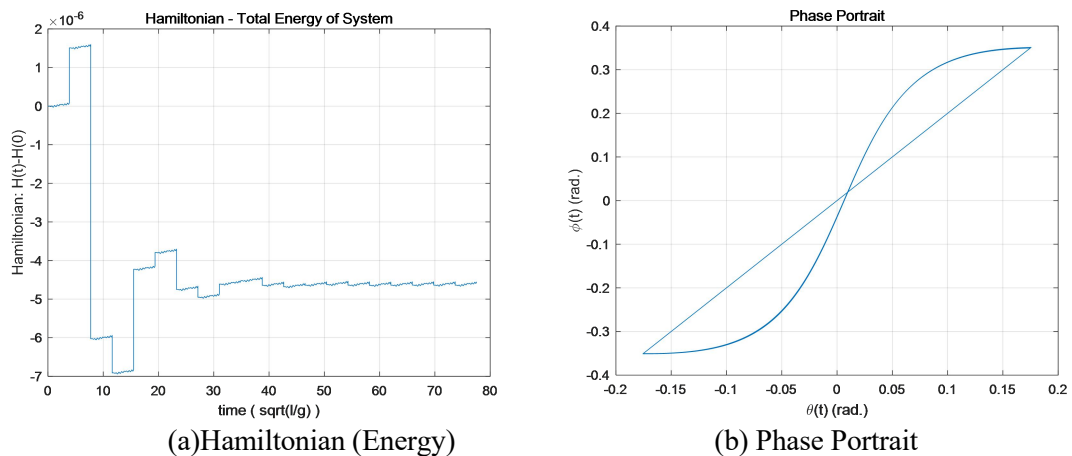 Hamiltonian - Total Energy of System
×10⁻⁶
2
1
0
-1
-2
-3
-4
-5
-6
-7
Hamiltonian: H(t)-H(0)
0 10 20 30 40 50 60 70 80
time ( sqrt(l/g) )
(a)Hamiltonian (Energy)
Phase Portrait
0.4
0.3
0.2
0.1
0
-0.1
-0.2
-0.3
-0.4
ϕ(t) (rad.)
-0.2 -0.15 -0.1 -0.05 0 0.05 0.1 0.15 0.2
θ(t) (rad.)
(b) Phase Portrait